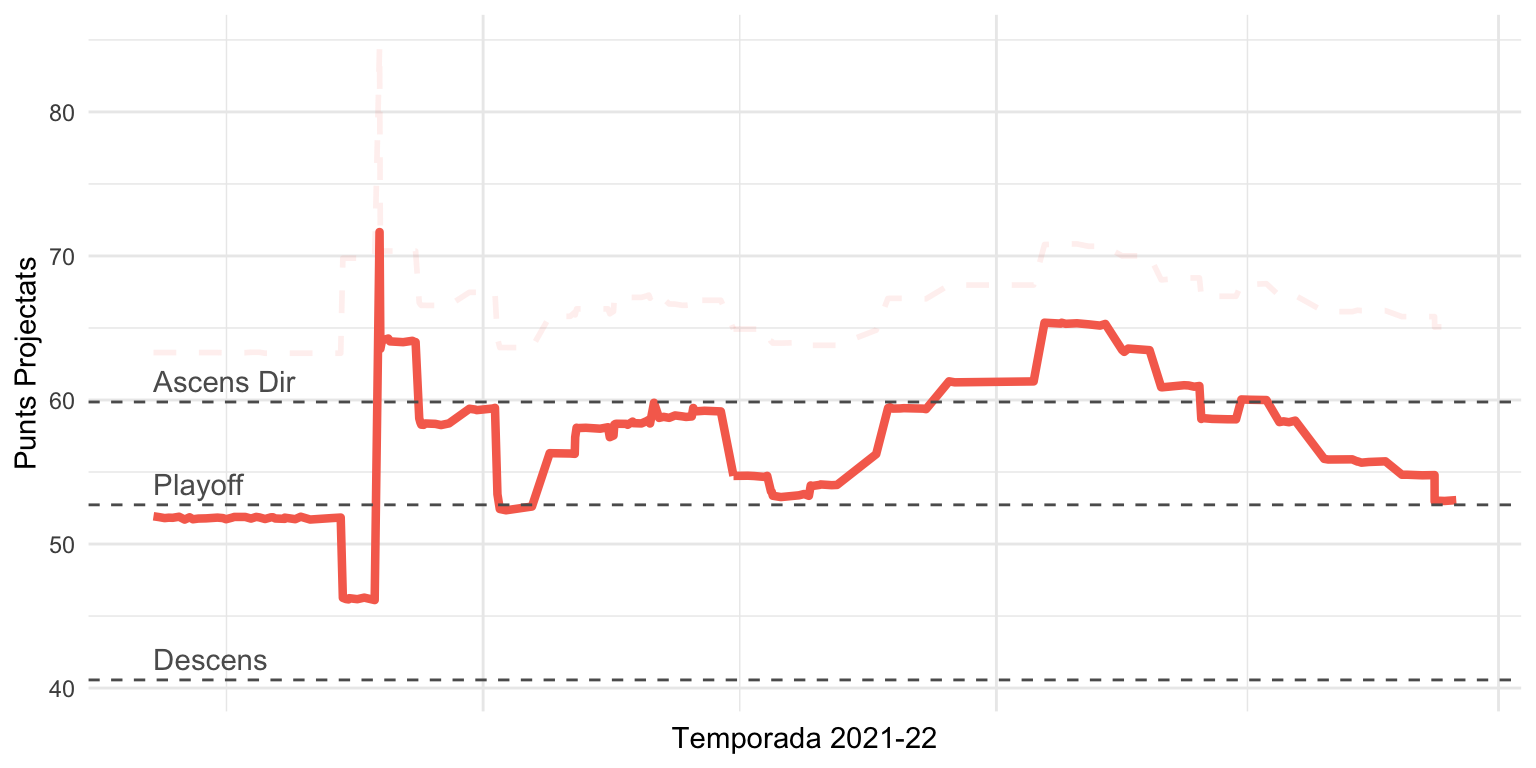 80
70
60
50
40
Punts Projectats
Ascens Dir
Playoff
Descens
Temporada 2021-22